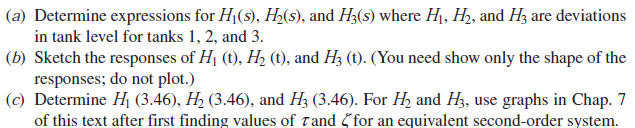 (a) Determine expressions for H₁(s), H₂(s), and H₃(s) where H₁, H₂, and H₃ are deviations
in tank level for tanks 1, 2, and 3.
(b) Sketch the responses of H₁ (t), H₂ (t), and H₃ (t). (You need show only the shape of the
responses; do not plot.)
(c) Determine H₁ (3.46), H₂ (3.46), and H₃ (3.46). For H₂ and H₃, use graphs in Chap. 7
of this text after first finding values of τ and ζ for an equivalent second-order system.